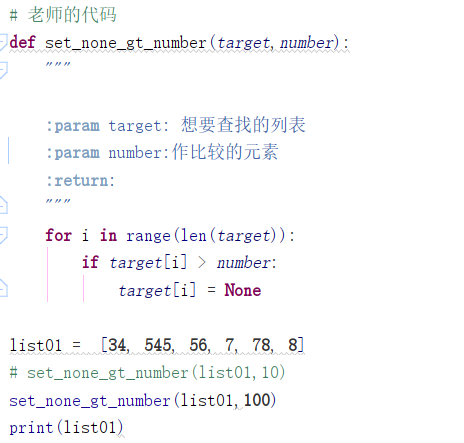 # 老师的代码
def set_none_gt_number(target,number):
"""
:param target: 想要查找的列表
:param number:作比较的元素
:return:
"""
for i in range(len(target)):
if target[i] > number:
target[i] = None
list01 =  [34, 545, 56, 7, 78, 8]
# set_none_gt_number(list01,10)
set_none_gt_number(list01,100)
print(list01)